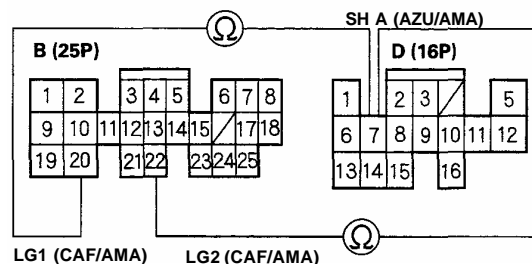 SH A (AZU/AMA)
Ω
B (25P)
D (16P)
1 2 3 4 5 6 7 8
9 10 11 12 13 14 15 17 18
19 20 21 22 23 24 25
1 2 3 5
6 7 8 9 10 11 12
13 14 15 16
Ω
LG1 (CAF/AMA)
LG2 (CAF/AMA)